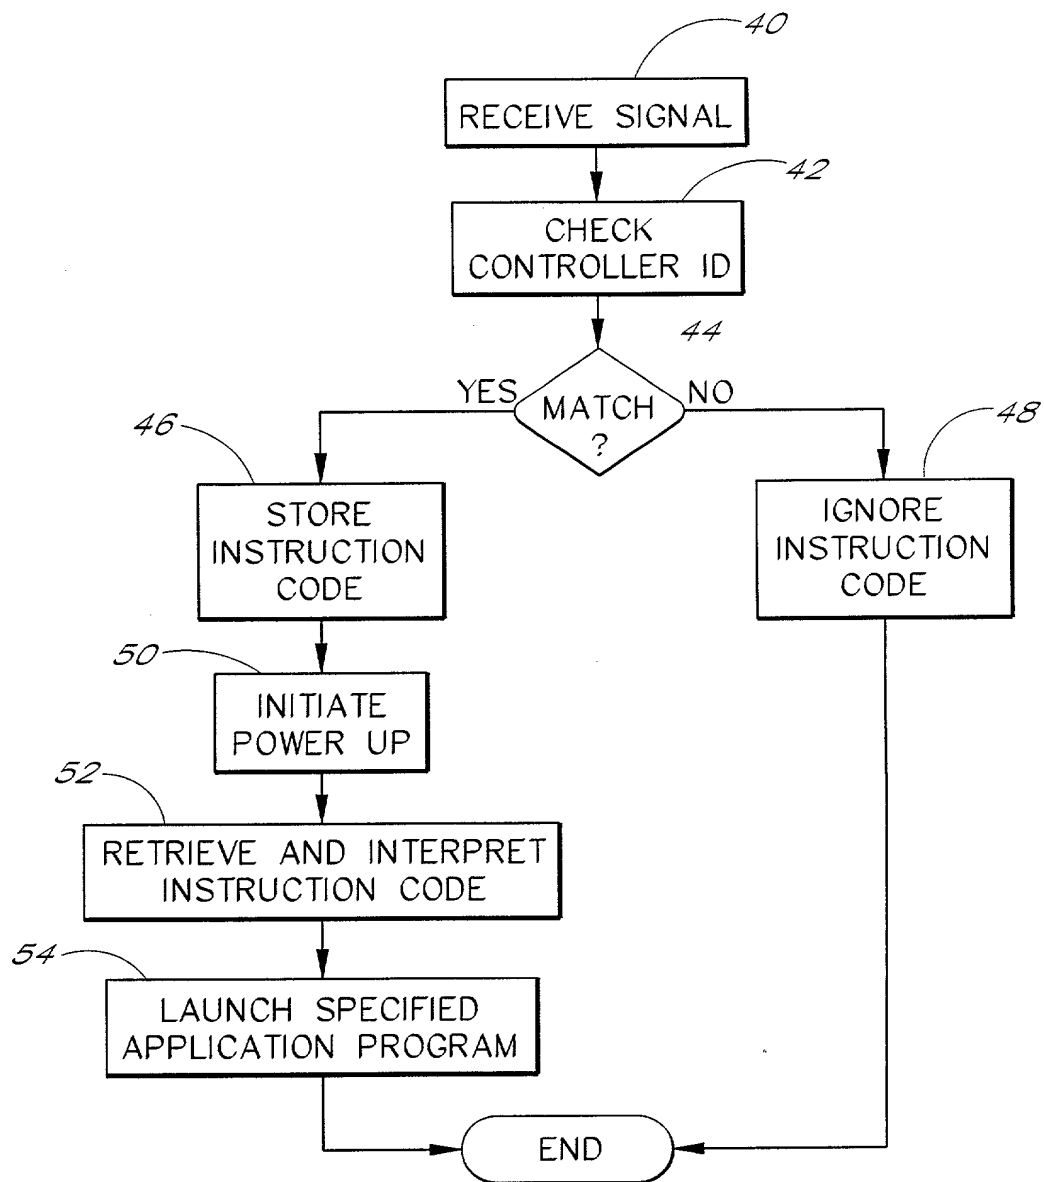 40
RECEIVE SIGNAL
42
CHECK
CONTROLLER ID
44
YES
MATCH
?
NO
46
STORE
INSTRUCTION
CODE
48
IGNORE
INSTRUCTION
CODE
50
INITIATE
POWER UP
52
RETRIEVE AND INTERPRET
INSTRUCTION CODE
54
LAUNCH SPECIFIED
APPLICATION PROGRAM
END